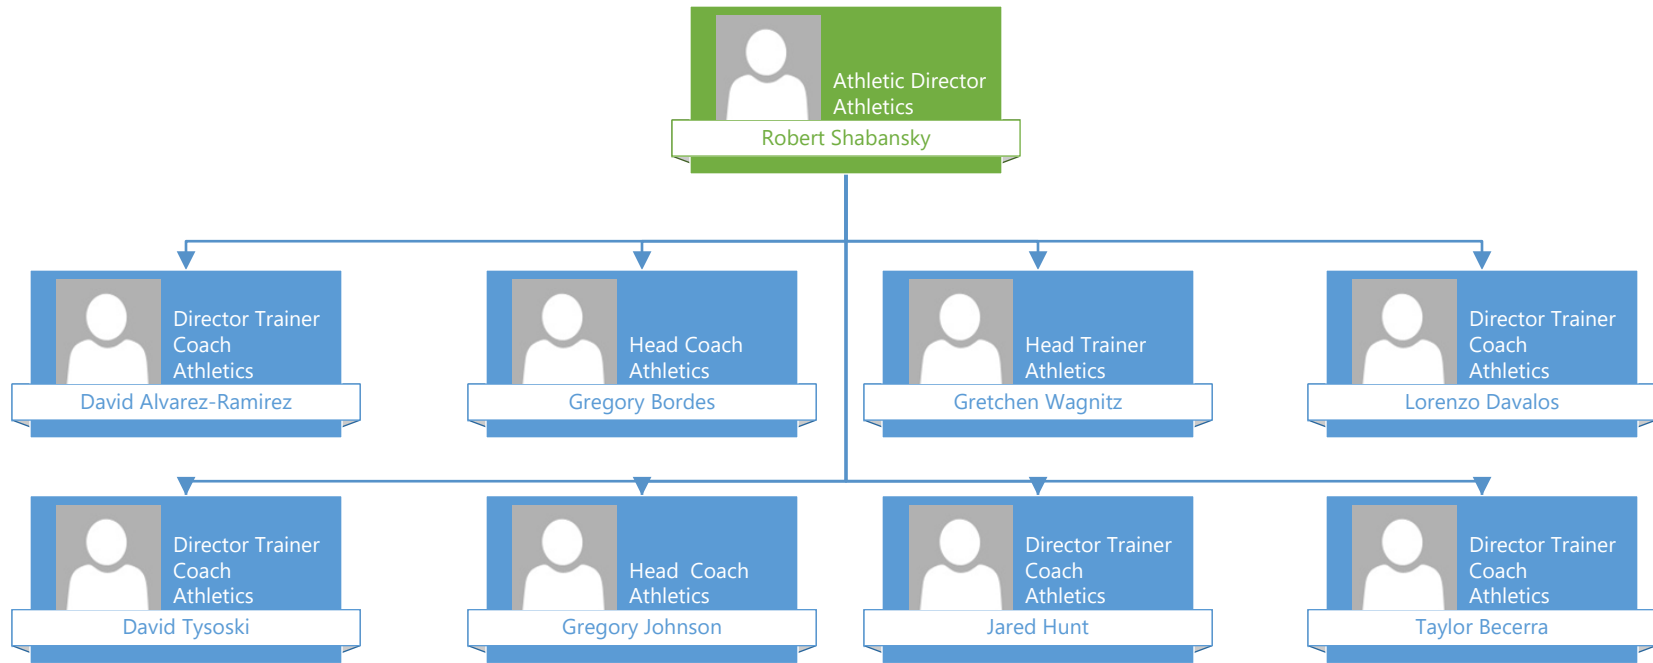 Athletic Director
Athletics
Robert Shabansky
Director Trainer
Coach
Athletics
David Alvarez-Ramirez
Head Coach
Athletics
Gregory Bordes
Head Trainer
Athletics
Gretchen Wagnitz
Director Trainer
Coach
Athletics
Lorenzo Davalos
Director Trainer
Coach
Athletics
David Tysoski
Head  Coach
Athletics
Gregory Johnson
Director Trainer
Coach
Athletics
Jared Hunt
Director Trainer
Coach
Athletics
Taylor Becerra